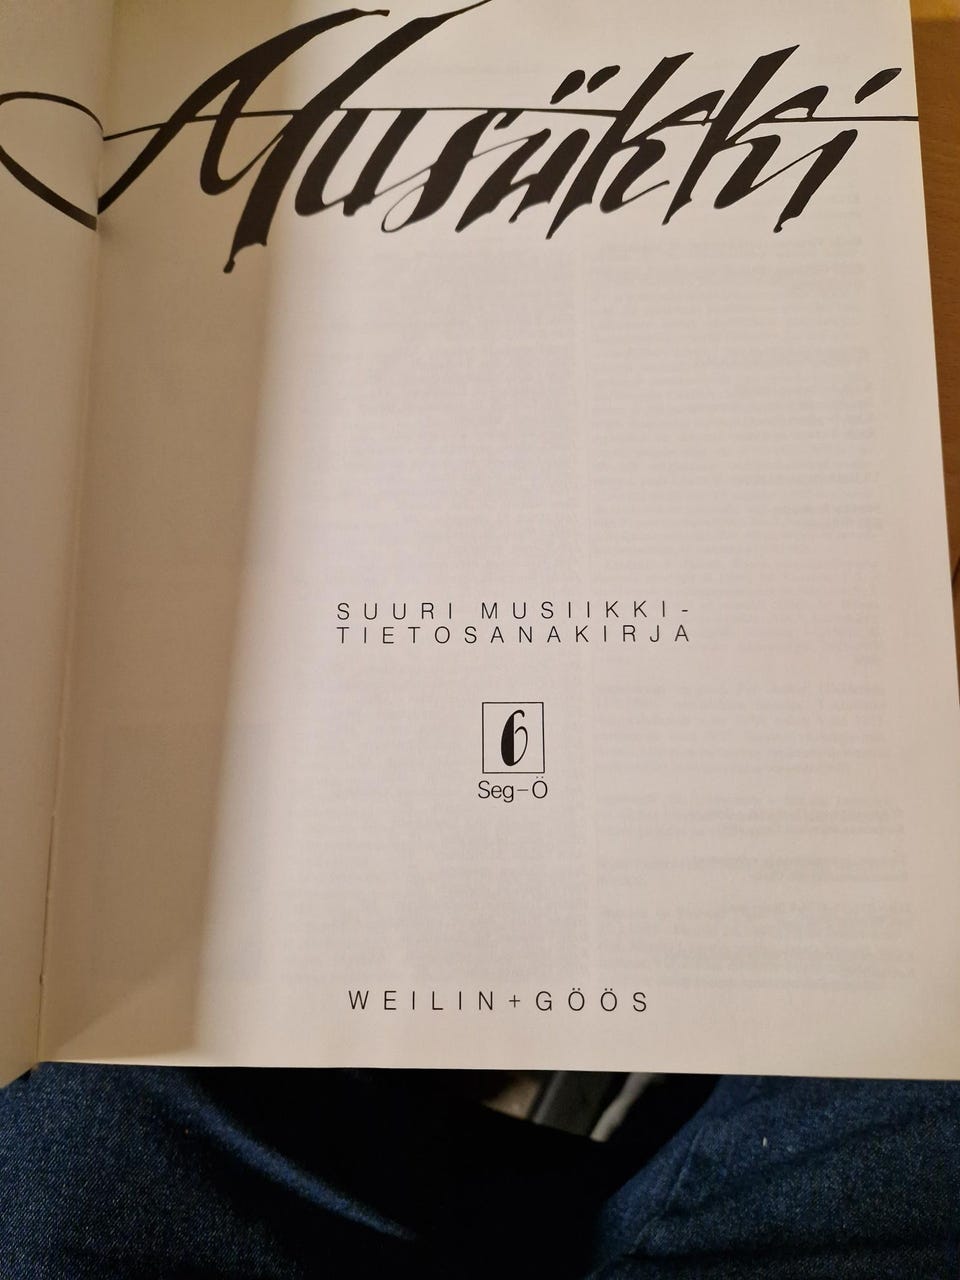 Musiikki
SUURI MUSIIKKI-
TIETOSANAKIRJA
6
Seg-Ö
WEILIN+GÖÖS